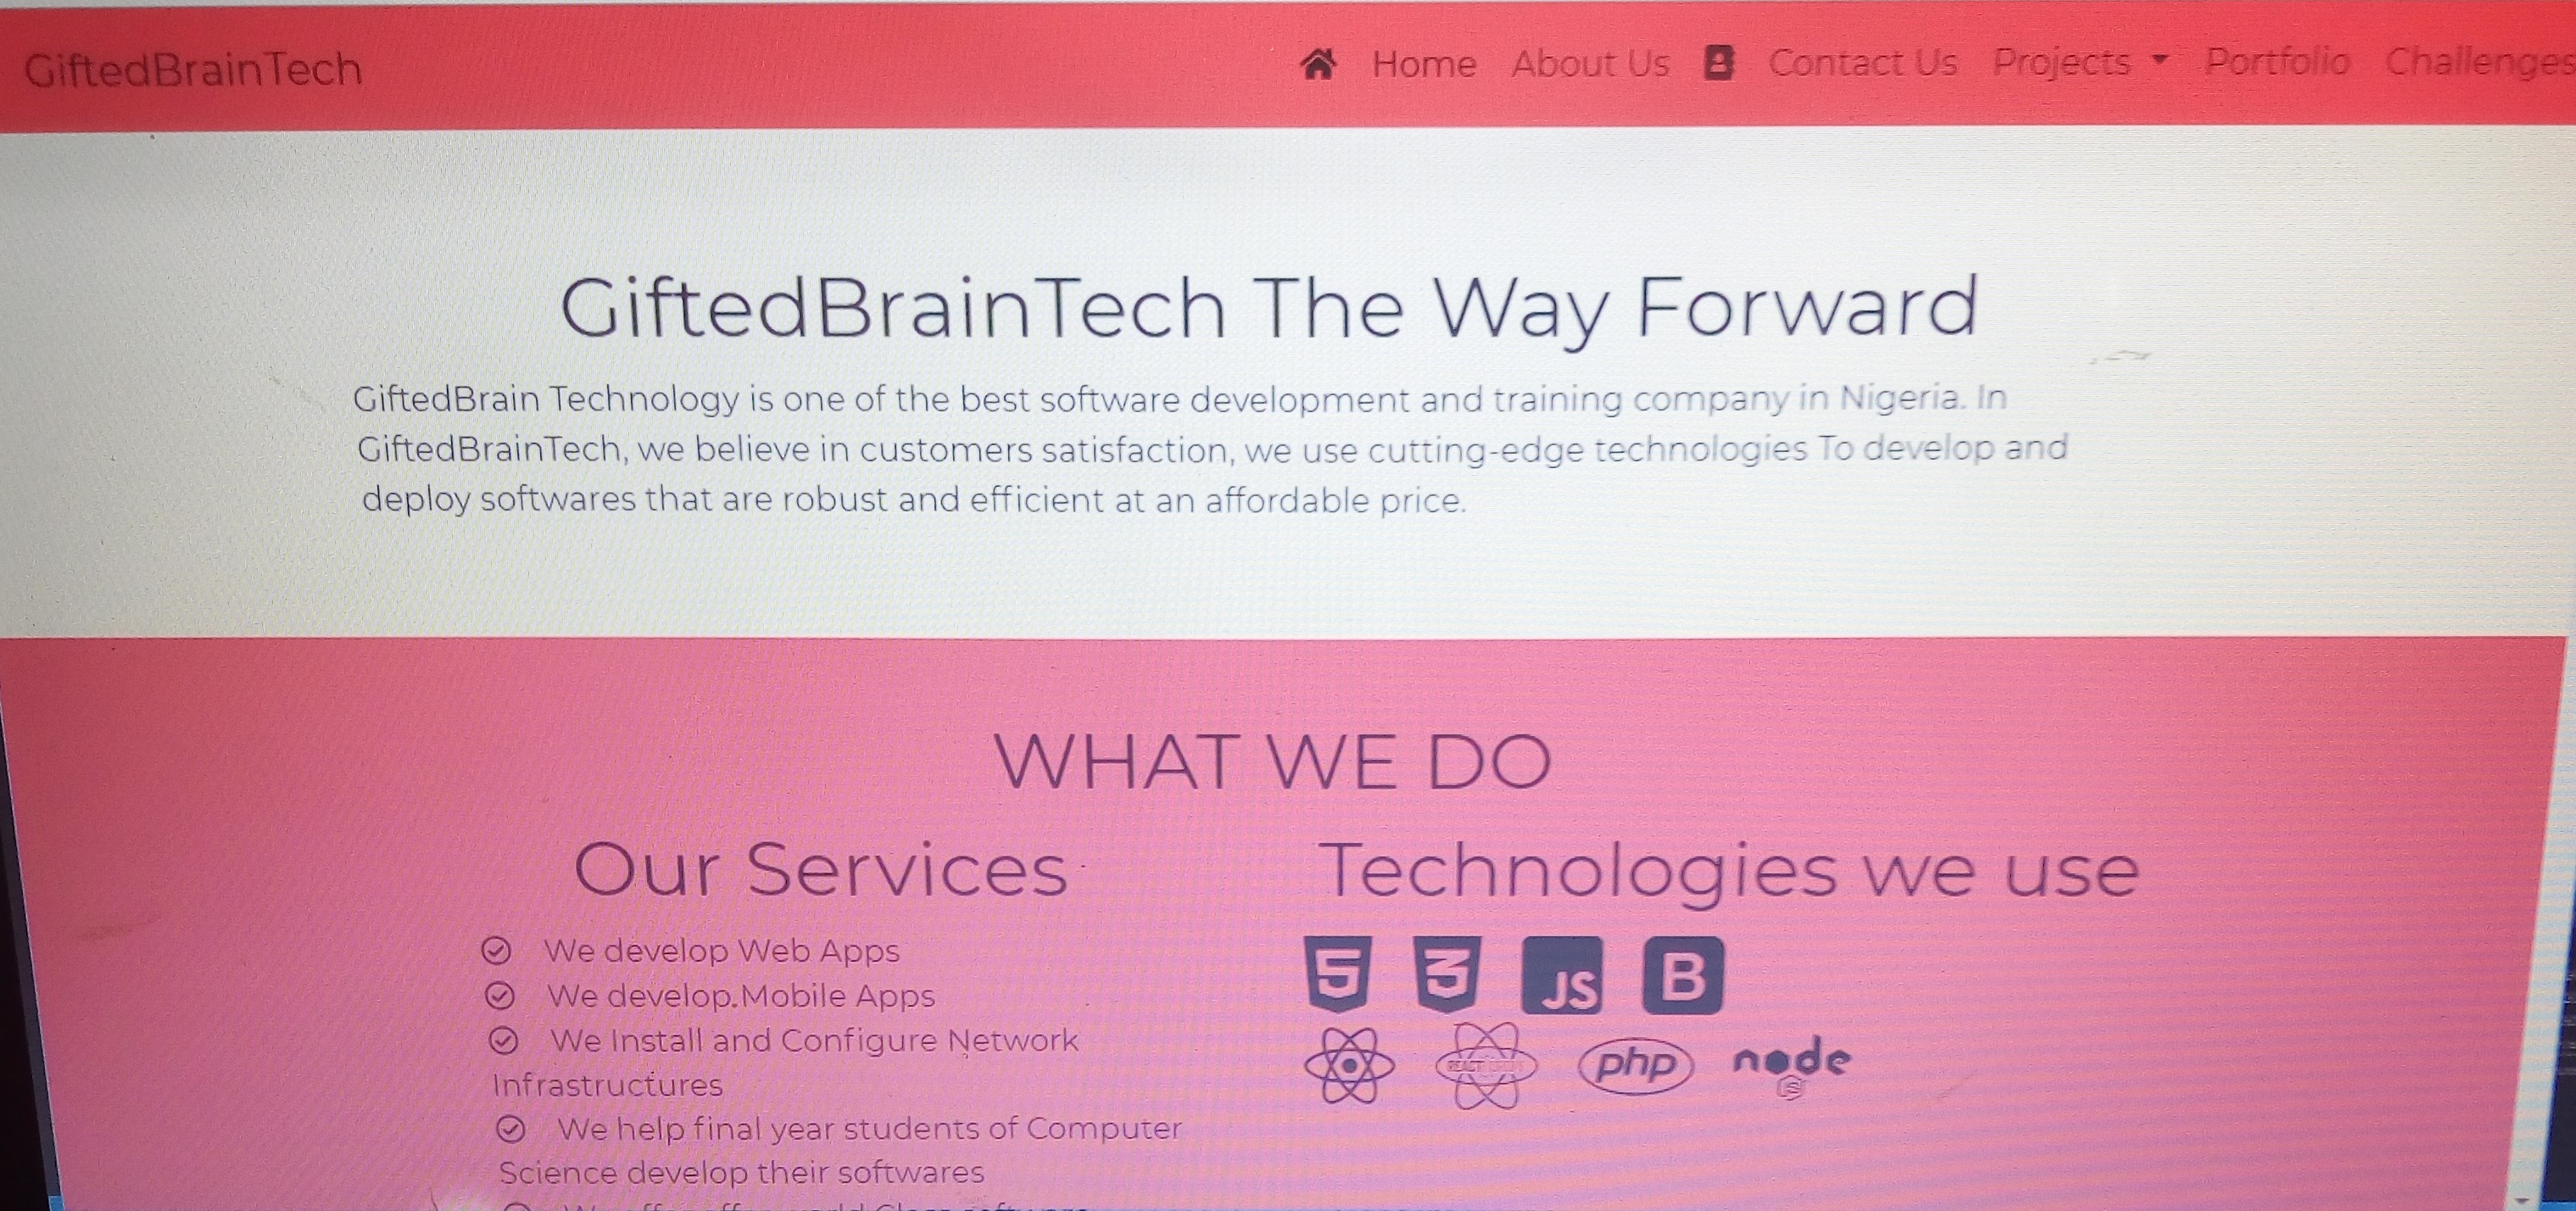 GiftedBrainTech
Home About Us Contact Us Projects Portfolio Challenges
GiftedBrainTech The Way Forward
GiftedBrain Technology is one of the best software development and training company in Nigeria. In
GiftedBrainTech, we believe in customers satisfaction, we use cutting-edge technologies To develop and
deploy softwares that are robust and efficient at an affordable price.
WHAT WE DO
Our Services
We develop Web Apps
We develop Mobile Apps
We Install and Configure Network
Infrastructures
We help final year students of Computer
Science develop their softwares
Technologies we use
5 3 JS B
php node
JS